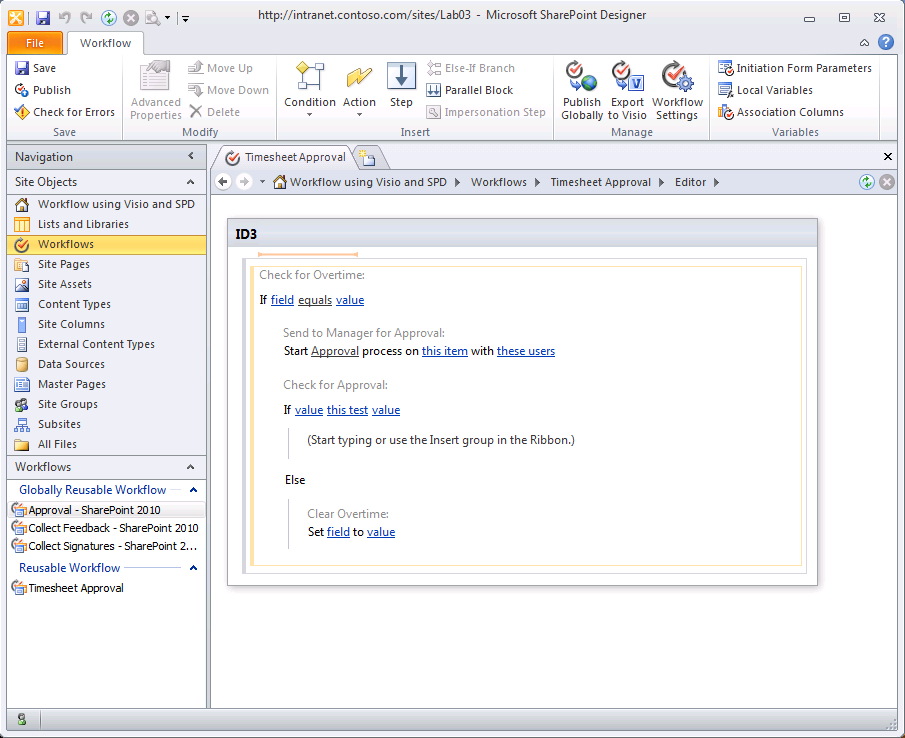 http://intranet.contoso.com/sites/Lab03 - Microsoft SharePoint Designer
File
Workflow
Save
Publish
Check for Errors
Save
Advanced
Properties
Move Up
Move Down
Delete
Modify
Condition
Action
Step
Else-If Branch
Parallel Block
Impersonation Step
Insert
Publish
Globally
Export
to Visio
Workflow
Settings
Manage
Initiation Form Parameters
Local Variables
Association Columns
Variables
Navigation
Site Objects
Workflow using Visio and SPD
Lists and Libraries
Workflows
Site Pages
Site Assets
Content Types
Site Columns
External Content Types
Data Sources
Master Pages
Site Groups
Subsites
All Files
Workflows
Globally Reusable Workflow
Approval - SharePoint 2010
Collect Feedback - SharePoint 2010
Collect Signatures - SharePoint 2...
Reusable Workflow
Timesheet Approval
Timesheet Approval
Workflow using Visio and SPD
Workflows
Timesheet Approval
Editor
ID3
Check for Overtime:
If field equals value
Send to Manager for Approval:
Start Approval process on this item with these users
Check for Approval:
If value this test value
(Start typing or use the Insert group in the Ribbon.)
Else
Clear Overtime:
Set field to value